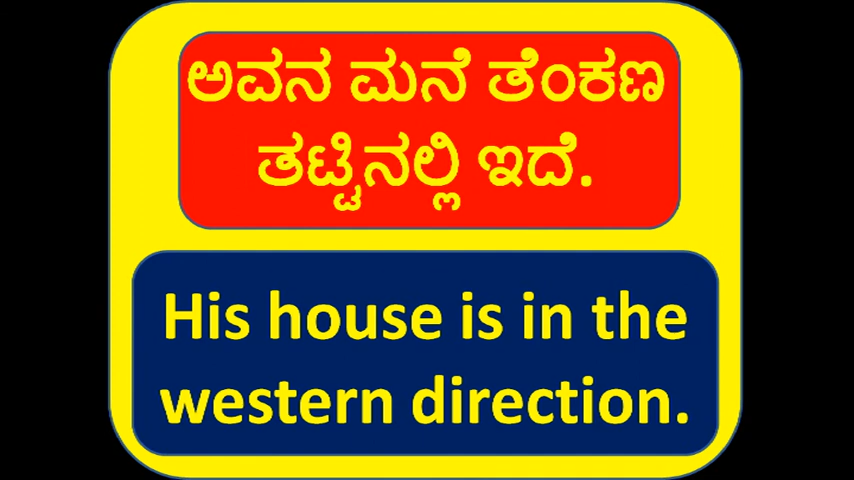 ಅವನ ಮನೆ ತೆಂಕಣ
ತಟ್ಟಿನಲ್ಲಿ ಇದೆ.
His house is in the
western direction.